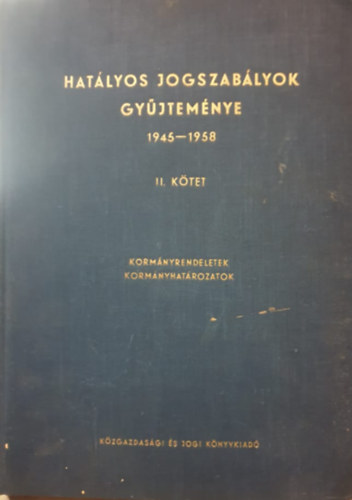 HATÁLYOS JOGSZABÁLYOK
GYŰJTEMÉNYE
1945—1958
II. KÖTET
KORMÁNYRENDELETEK
KORMÁNYHATÁROZATOK
KÖZGAZDASÁGI ÉS JOGI KÖNYVKIADÓ